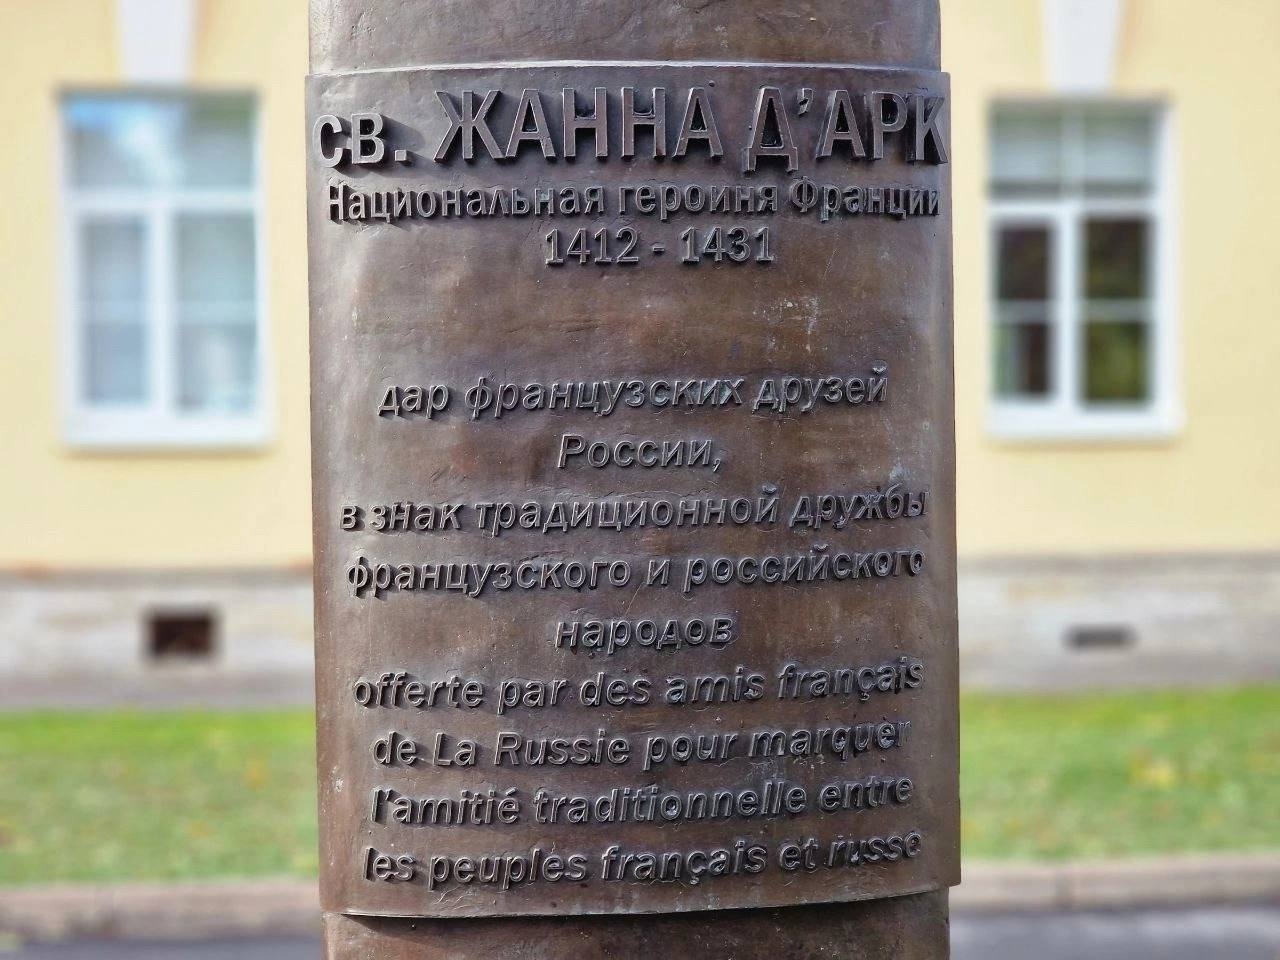 св. ЖАННА Д'АРК
Национальная героиня Франции
1412 - 1431
дар французских друзей
России,
в знак традиционной дружбы
французского и российского
народов
offerte par des amis français
de La Russie pour marquer
l'amitié traditionnelle entre
les peuples français et russe